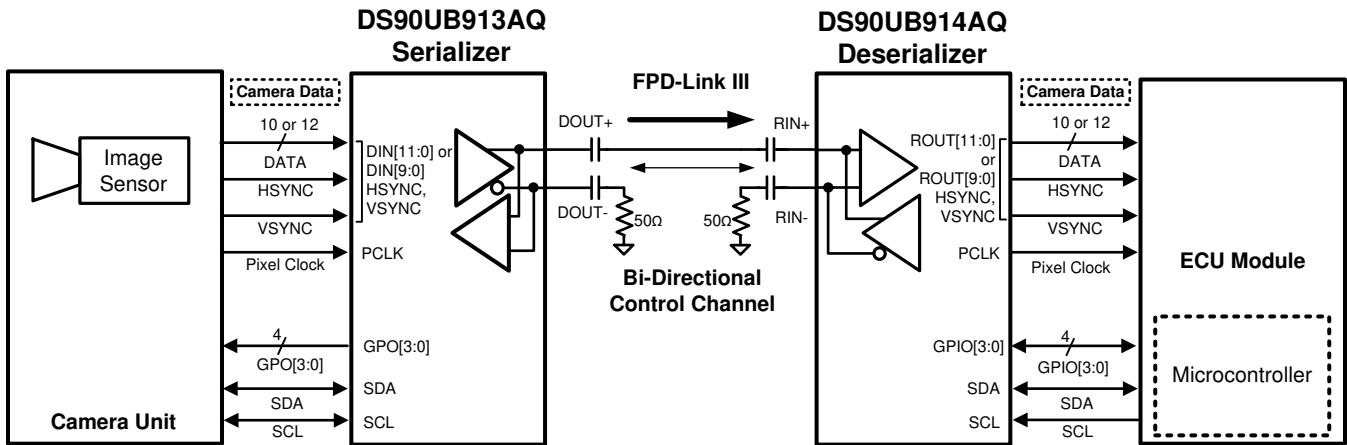 DS90UB913AQ
Serializer
DS90UB914AQ
Deserializer
Camera Data
FPD-Link III
Camera Data
10 or 12
DATA
HSYNC
VSYNC
Pixel Clock
Image
Sensor
DIN[11:0] or
DIN[9:0]
HSYNC,
VSYNC
PCLK
DOUT+
DOUT-
50Ω
50Ω
RIN+
RIN-
Bi-Directional
Control Channel
ROUT[11:0]
or
ROUT[9:0]
HSYNC,
VSYNC
PCLK
10 or 12
DATA
HSYNC
VSYNC
Pixel Clock
ECU Module
4
GPO[3:0]
SDA
SCL
GPO[3:0]
SDA
SCL
GPIO[3:0]
SDA
SCL
4
GPIO[3:0]
SDA
SCL
Microcontroller
Camera Unit